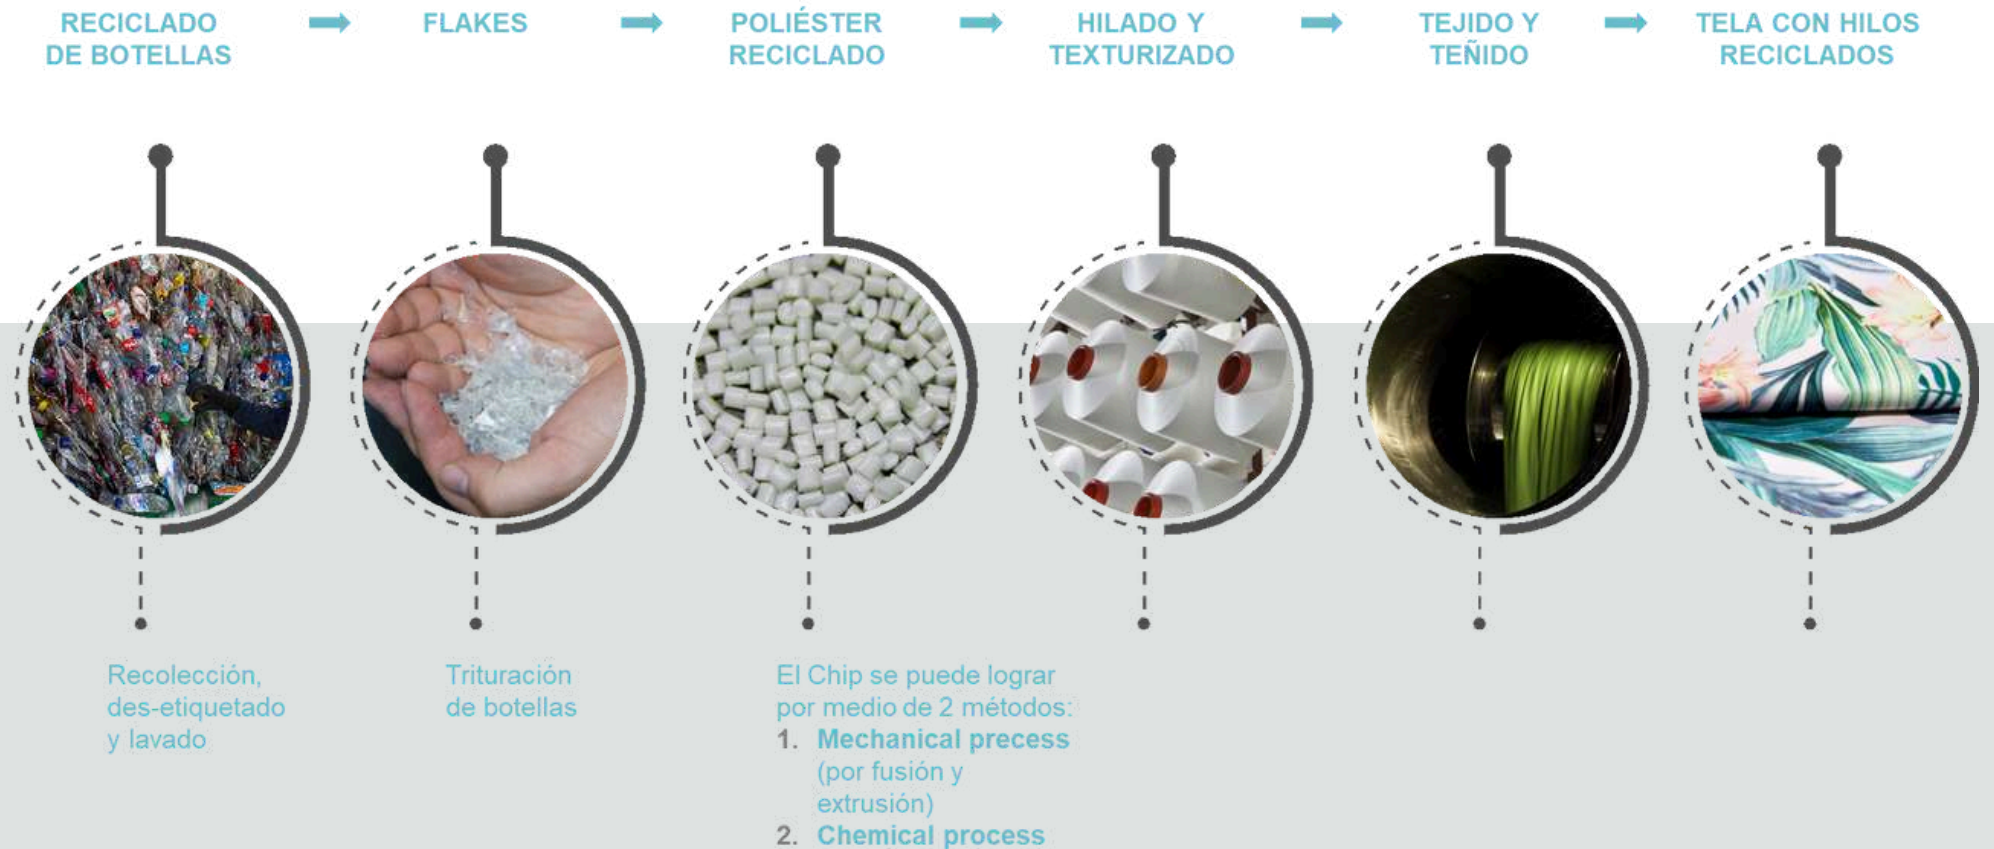 RECICLADO
DE BOTELLAS
FLAKES
POLIÉSTER
RECICLADO
HILADO Y
TEXTURIZADO
TEJIDO Y
TEÑIDO
TELA CON HILOS
RECICLADOS
Recolección,
des-etiquetado
y lavado
Trituración
de botellas
El Chip se puede lograr
por medio de 2 métodos:
1. Mechanical precess
(por fusión y
extrusión)
2. Chemical process